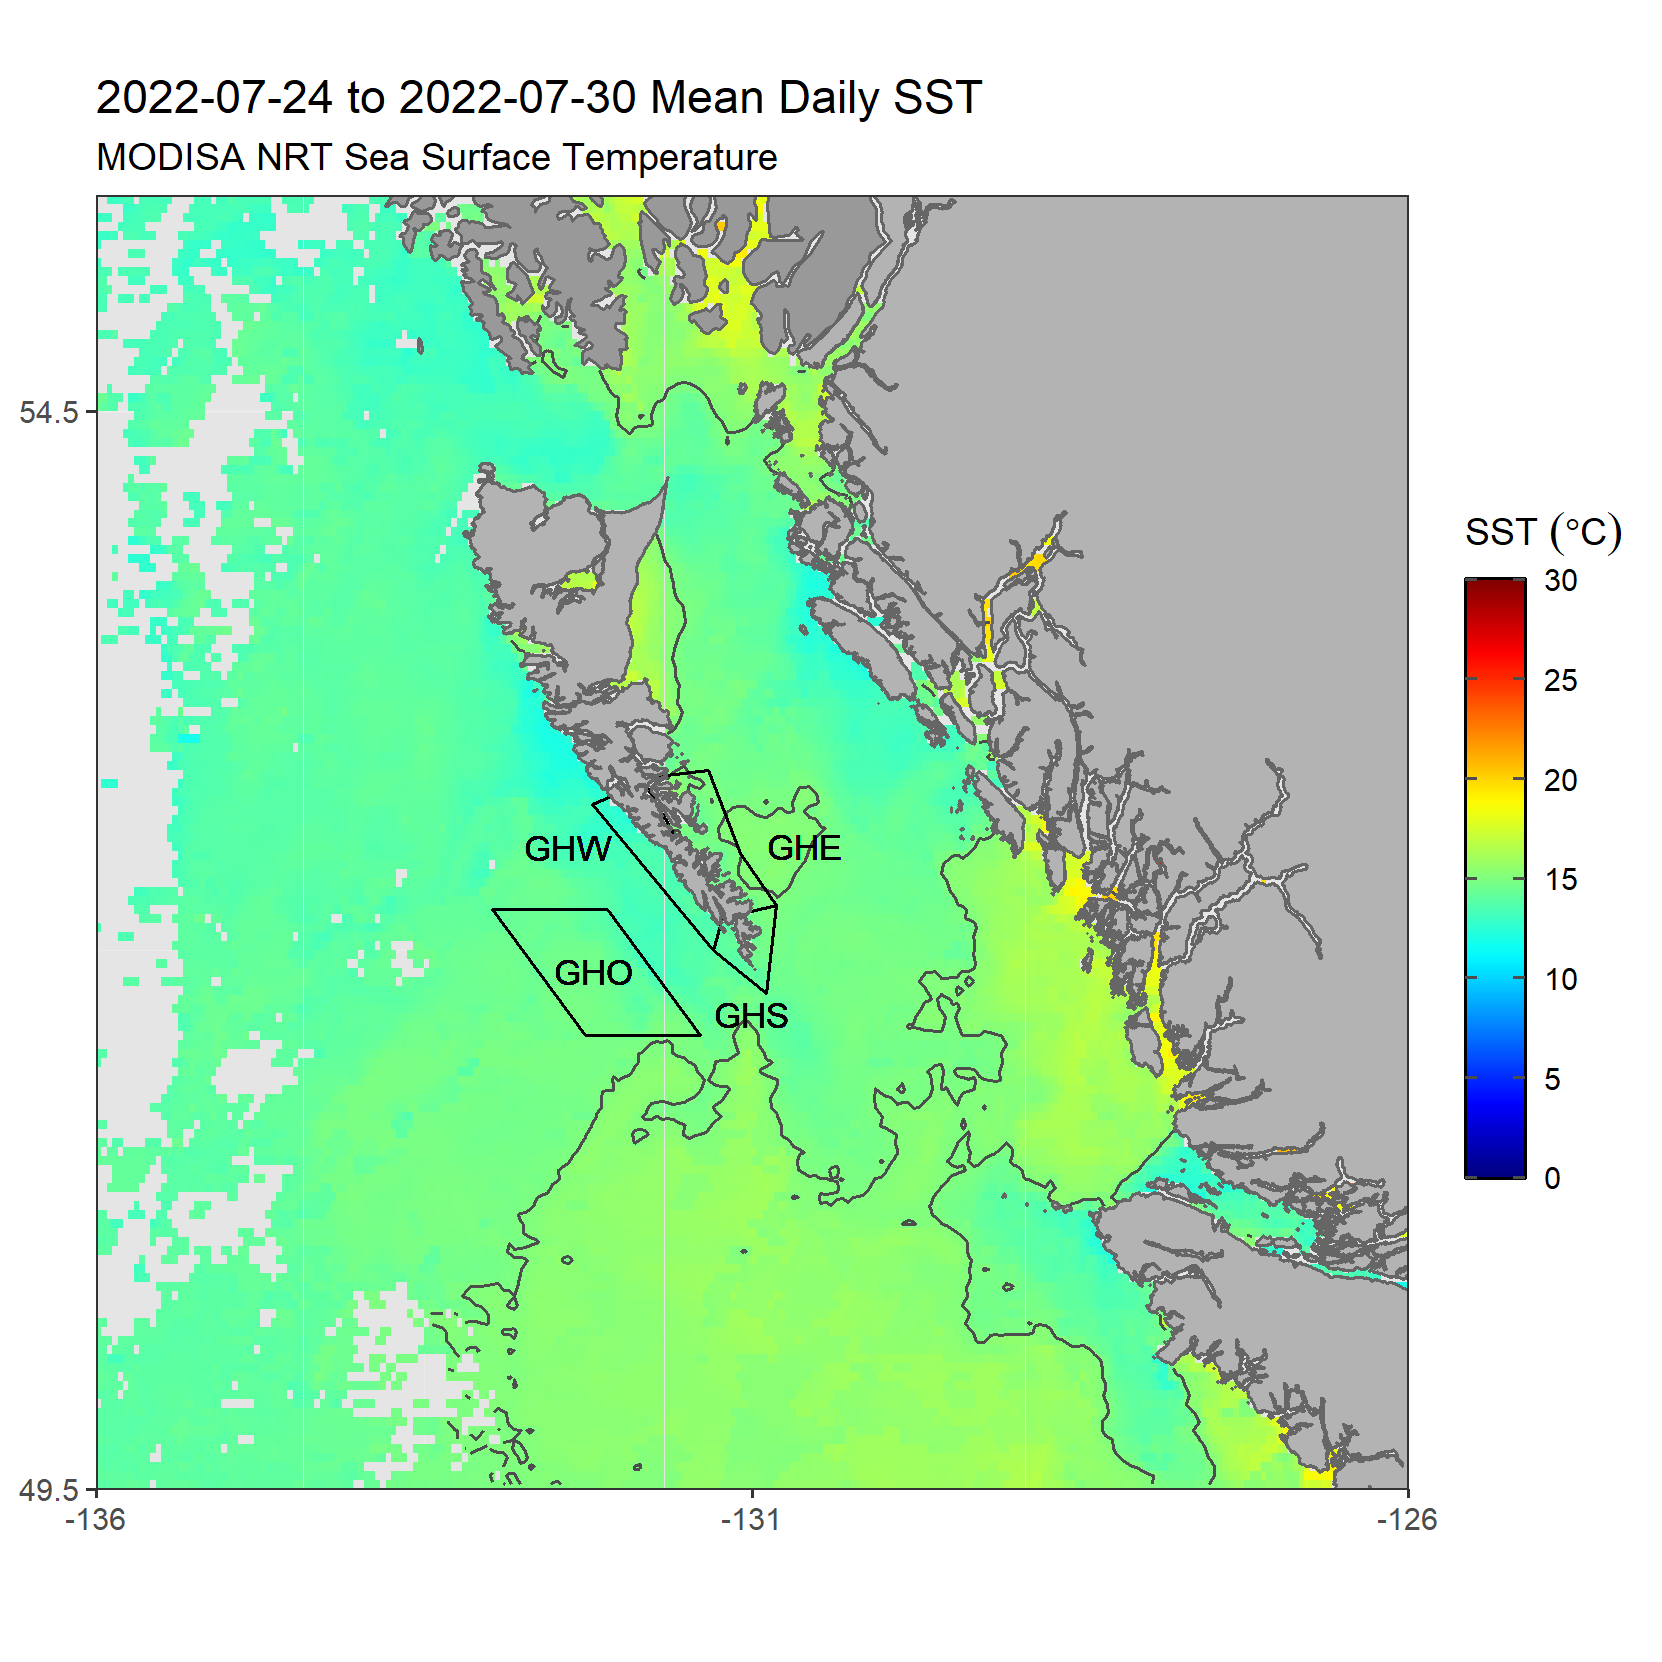 2022-07-24 to 2022-07-30 Mean Daily SST
MODISA NRT Sea Surface Temperature
54.5
49.5
-136
-131
-126
GHW
GHE
GHO
GHS
SST (°C)
30
25
20
15
10
5
0